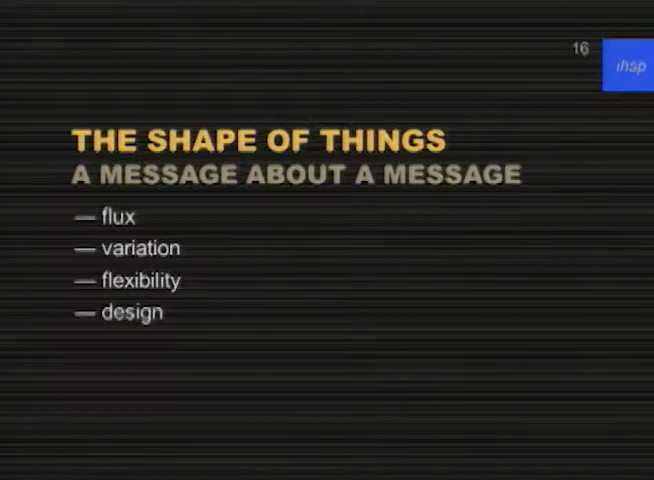 16
ihsp
THE SHAPE OF THINGS
A MESSAGE ABOUT A MESSAGE
— flux
— variation
— flexibility
— design